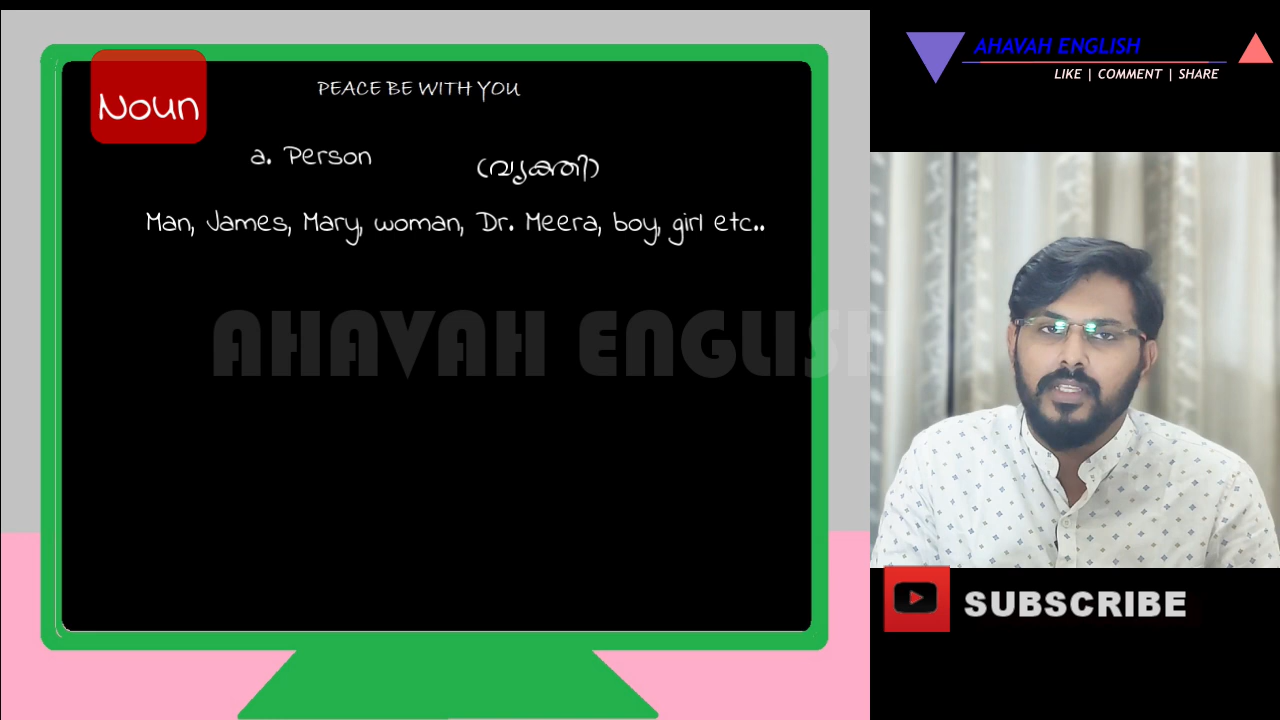 Noun
PEACE BE WITH YOU
a. Person (വ്യക്തി)
Man, James, Mary, woman, Dr. Meera, boy, girl etc..
AHAVAH ENGLISH
AHAVAH ENGLISH
LIKE | COMMENT | SHARE
SUBSCRIBE